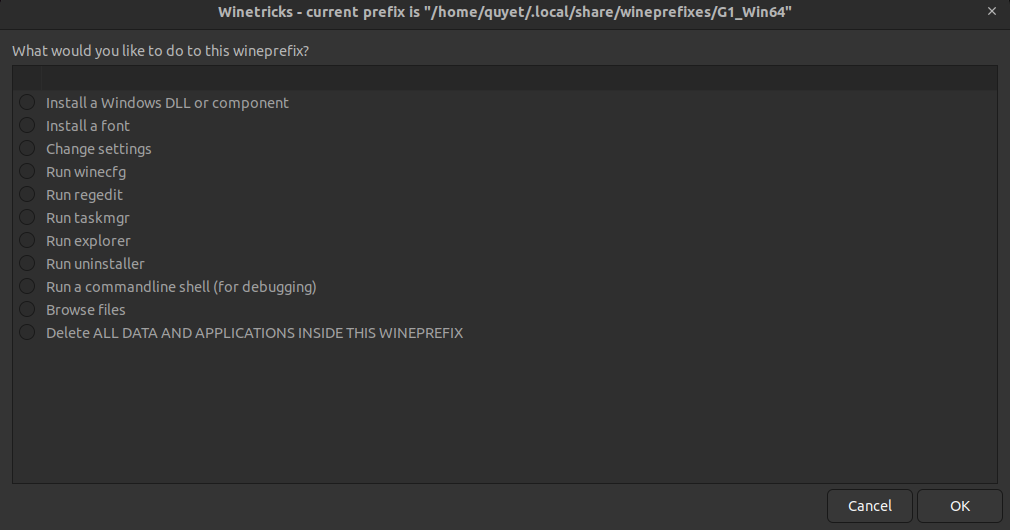 Winetricks - current prefix is "/home/quyet/.local/share/wineprefixes/G1_Win64"
What would you like to do to this wineprefix?
Install a Windows DLL or component
Install a font
Change settings
Run winecfg
Run regedit
Run taskmgr
Run explorer
Run uninstaller
Run a commandline shell (for debugging)
Browse files
Delete ALL DATA AND APPLICATIONS INSIDE THIS WINEPREFIX
Cancel OK